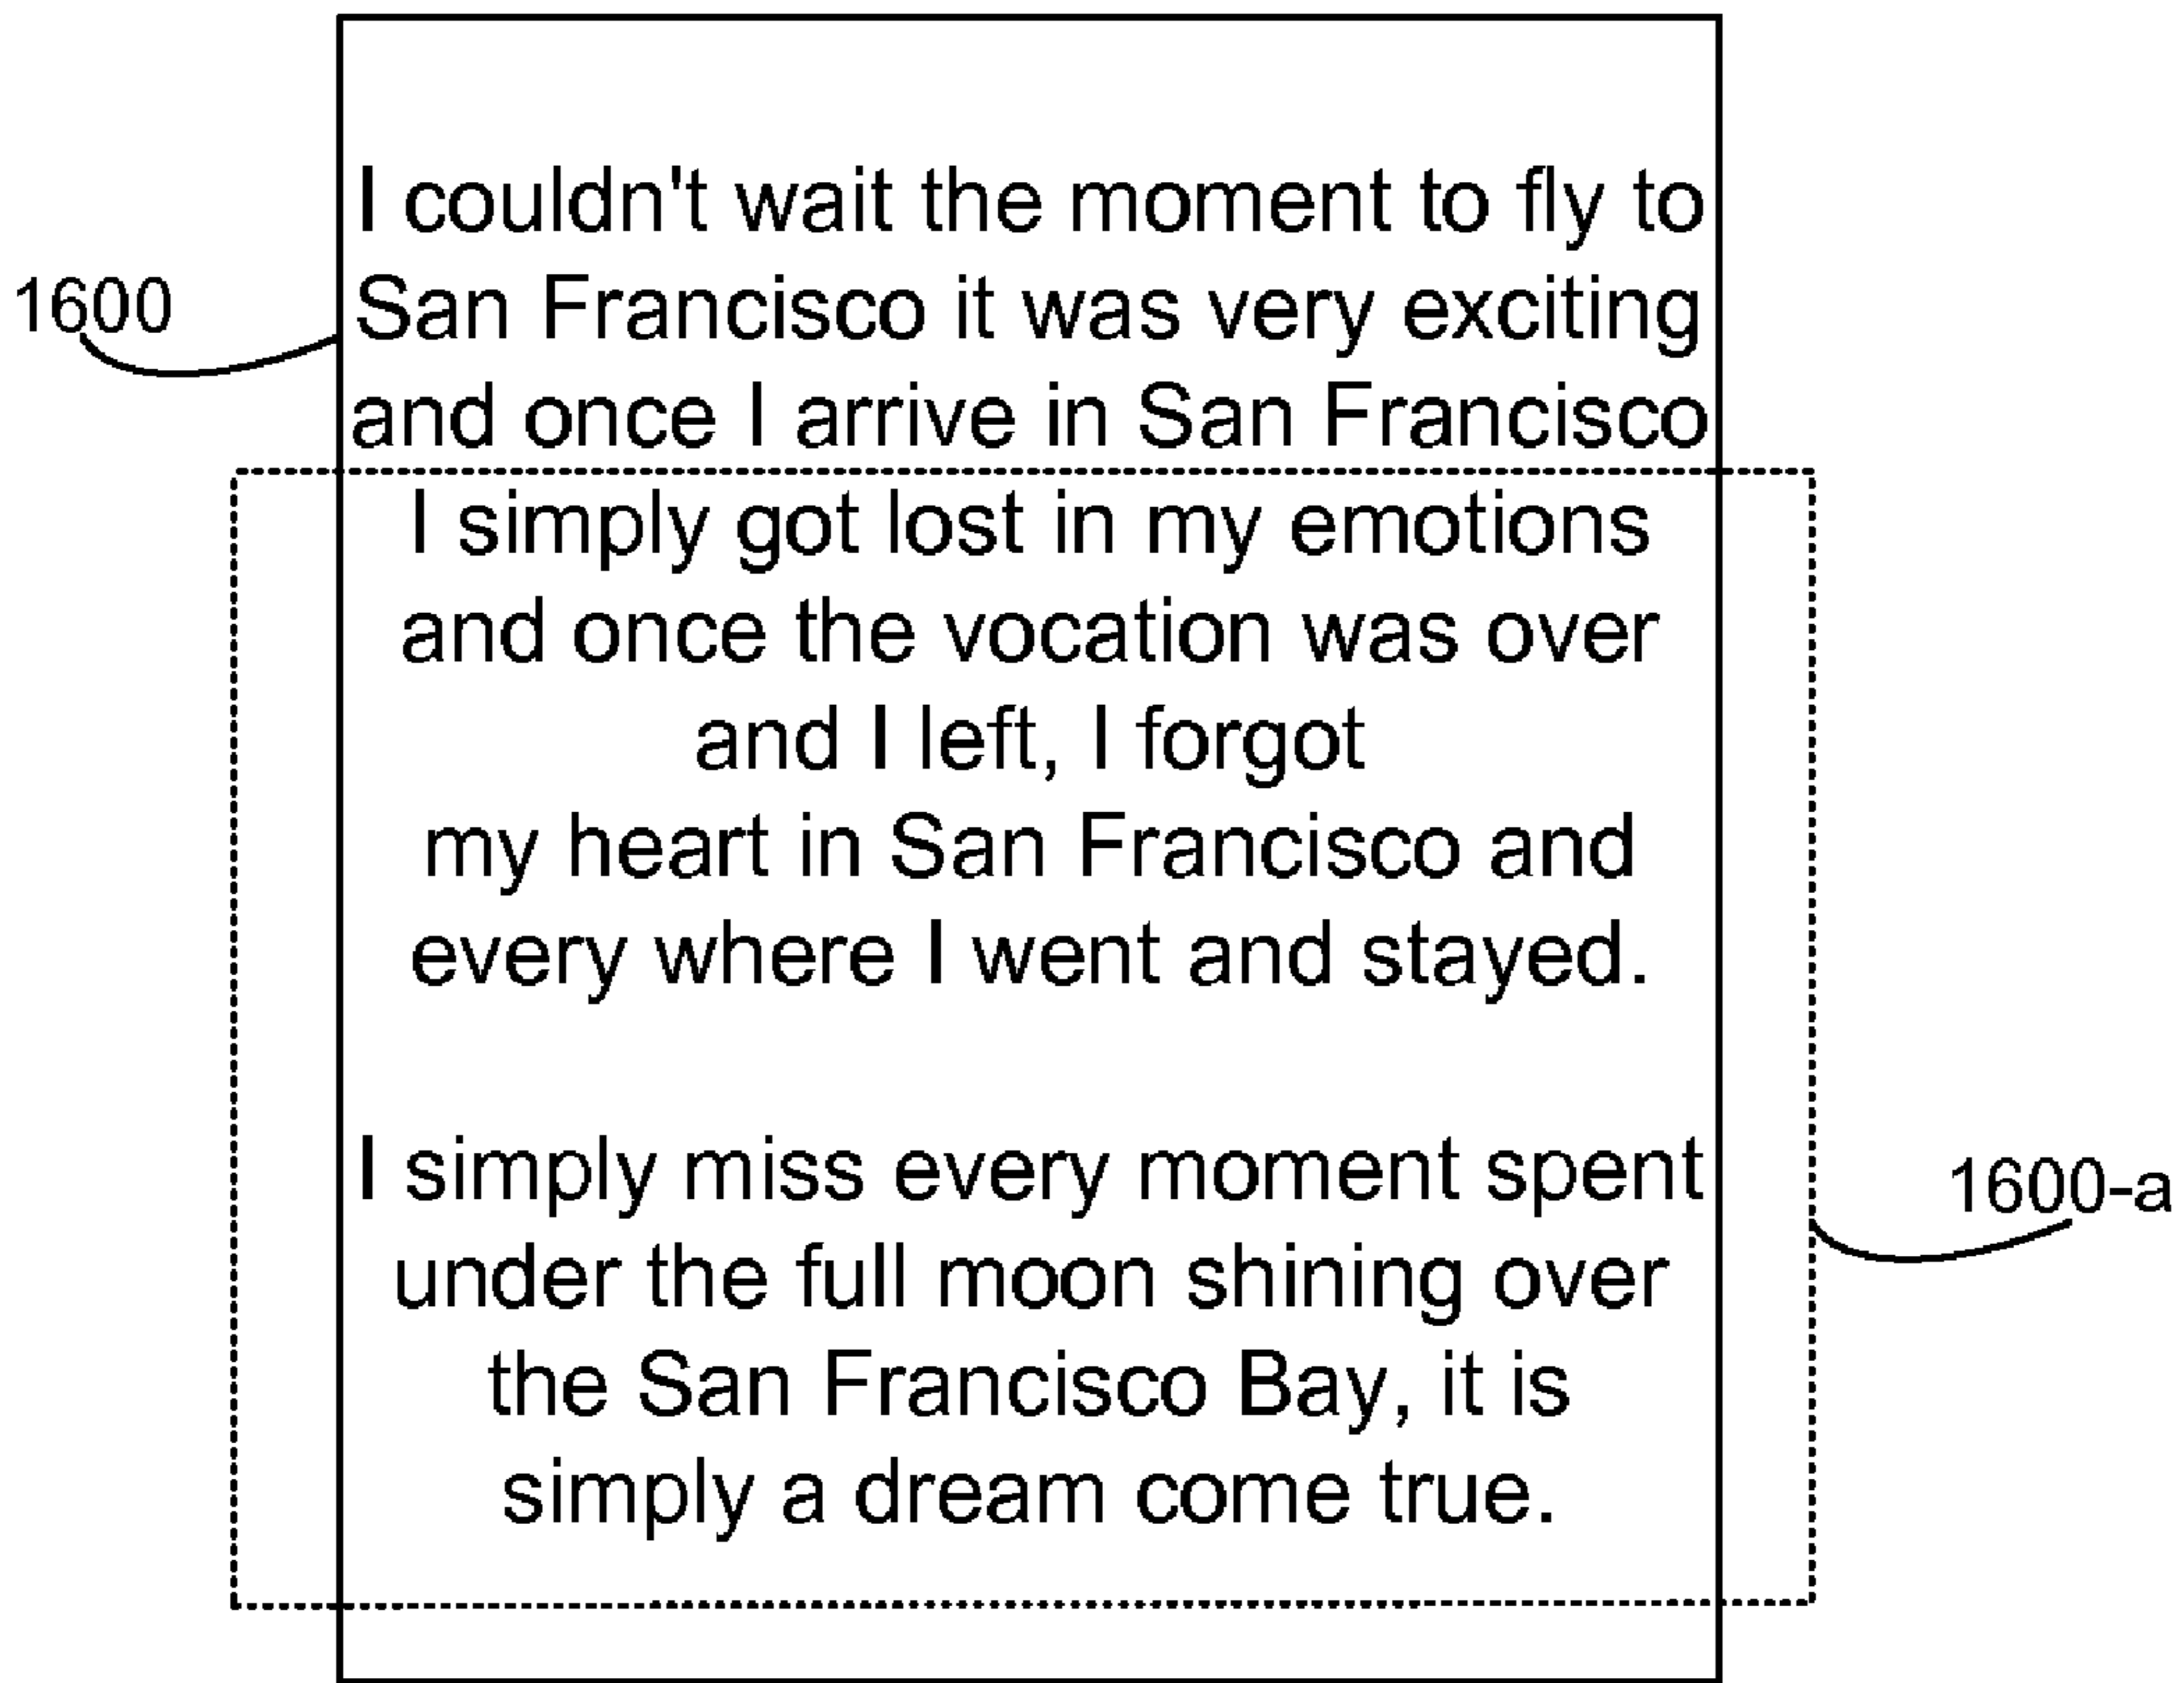 I couldn't wait the moment to fly to
1600
San Francisco it was very exciting
and once I arrive in San Francisco
I simply got lost in my emotions
and once the vocation was over
and I left, I forgot
my heart in San Francisco and
every where I went and stayed.
I simply miss every moment spent
1600-a
under the full moon shining over
the San Francisco Bay, it is
simply a dream come true.